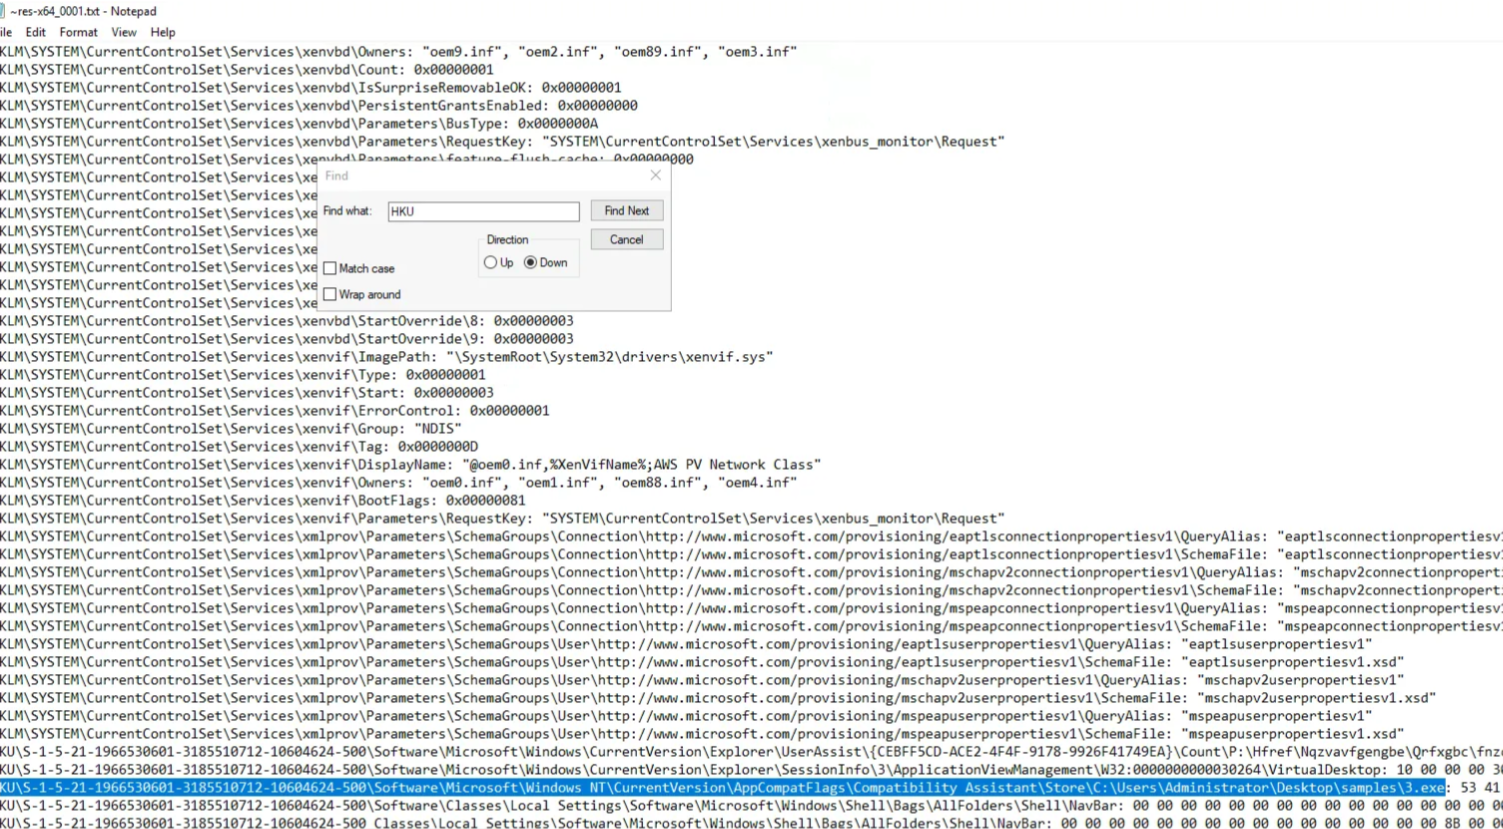 ~res-x64_0001.txt - Notepad
ile Edit Format View Help
KLM\SYSTEM\CurrentControlSet\Services\xenvbd\Owners: "oem9.inf", "oem2.inf", "oem89.inf", "oem3.inf"
KLM\SYSTEM\CurrentControlSet\Services\xenvbd\Count: 0x00000001
KLM\SYSTEM\CurrentControlSet\Services\xenvbd\IsSurpriseRemovableOK: 0x00000001
KLM\SYSTEM\CurrentControlSet\Services\xenvbd\PersistentGrantsEnabled: 0x00000000
KLM\SYSTEM\CurrentControlSet\Services\xenvbd\Parameters\BusType: 0x0000000A
KLM\SYSTEM\CurrentControlSet\Services\xenvbd\Parameters\RequestKey: "SYSTEM\CurrentControlSet\Services\xenbus_monitor\Request"
KLM\SYSTEM\CurrentControlSet\Services\xenvbd\Parameters\feature-flush-cache: 0x00000000
KLM\SYSTEM\CurrentControlSet\Services\xe
KLM\SYSTEM\CurrentControlSet\Services\xe
KLM\SYSTEM\CurrentControlSet\Services\xe
KLM\SYSTEM\CurrentControlSet\Services\xe
KLM\SYSTEM\CurrentControlSet\Services\xe
KLM\SYSTEM\CurrentControlSet\Services\xe
KLM\SYSTEM\CurrentControlSet\Services\xe
KLM\SYSTEM\CurrentControlSet\Services\xe
Find
Find what: HKU Find Next
Direction Cancel
Up Down
Match case
Wrap around
KLM\SYSTEM\CurrentControlSet\Services\xenvbd\StartOverride\8: 0x00000003
KLM\SYSTEM\CurrentControlSet\Services\xenvbd\StartOverride\9: 0x00000003
KLM\SYSTEM\CurrentControlSet\Services\xenvif\ImagePath: "\SystemRoot\System32\drivers\xenvif.sys"
KLM\SYSTEM\CurrentControlSet\Services\xenvif\Type: 0x00000001
KLM\SYSTEM\CurrentControlSet\Services\xenvif\Start: 0x00000003
KLM\SYSTEM\CurrentControlSet\Services\xenvif\ErrorControl: 0x00000001
KLM\SYSTEM\CurrentControlSet\Services\xenvif\Group: "NDIS"
KLM\SYSTEM\CurrentControlSet\Services\xenvif\Tag: 0x0000000D
KLM\SYSTEM\CurrentControlSet\Services\xenvif\DisplayName: "@oem0.inf,%XenVifName%;AWS PV Network Class"
KLM\SYSTEM\CurrentControlSet\Services\xenvif\Owners: "oem0.inf", "oem1.inf", "oem88.inf", "oem4.inf"
KLM\SYSTEM\CurrentControlSet\Services\xenvif\BootFlags: 0x00000081
KLM\SYSTEM\CurrentControlSet\Services\xenvif\Parameters\RequestKey: "SYSTEM\CurrentControlSet\Services\xenbus_monitor\Request"
KLM\SYSTEM\CurrentControlSet\Services\xmlprov\Parameters\SchemaGroups\Connection\http://www.microsoft.com/provisioning/eaptlsconnectionpropertiesv1\QueryAlias: "eaptlsconnectionpropertiesv1
KLM\SYSTEM\CurrentControlSet\Services\xmlprov\Parameters\SchemaGroups\Connection\http://www.microsoft.com/provisioning/eaptlsconnectionpropertiesv1\SchemaFile: "eaptlsconnectionpropertiesv1
KLM\SYSTEM\CurrentControlSet\Services\xmlprov\Parameters\SchemaGroups\Connection\http://www.microsoft.com/provisioning/mschapv2connectionpropertiesv1\QueryAlias: "mschapv2connectionproperti
KLM\SYSTEM\CurrentControlSet\Services\xmlprov\Parameters\SchemaGroups\Connection\http://www.microsoft.com/provisioning/mschapv2connectionpropertiesv1\SchemaFile: "mschapv2connectionproperti
KLM\SYSTEM\CurrentControlSet\Services\xmlprov\Parameters\SchemaGroups\Connection\http://www.microsoft.com/provisioning/mspeapconnectionpropertiesv1\QueryAlias: "mspeapconnectionpropertiesv1
KLM\SYSTEM\CurrentControlSet\Services\xmlprov\Parameters\SchemaGroups\Connection\http://www.microsoft.com/provisioning/mspeapconnectionpropertiesv1\SchemaFile: "mspeapconnectionpropertiesv1
KLM\SYSTEM\CurrentControlSet\Services\xmlprov\Parameters\SchemaGroups\User\http://www.microsoft.com/provisioning/eaptlsuserpropertiesv1\QueryAlias: "eaptlsuserpropertiesv1"
KLM\SYSTEM\CurrentControlSet\Services\xmlprov\Parameters\SchemaGroups\User\http://www.microsoft.com/provisioning/eaptlsuserpropertiesv1\SchemaFile: "eaptlsuserpropertiesv1.xsd"
KLM\SYSTEM\CurrentControlSet\Services\xmlprov\Parameters\SchemaGroups\User\http://www.microsoft.com/provisioning/mschapv2userpropertiesv1\QueryAlias: "mschapv2userpropertiesv1"
KLM\SYSTEM\CurrentControlSet\Services\xmlprov\Parameters\SchemaGroups\User\http://www.microsoft.com/provisioning/mschapv2userpropertiesv1\SchemaFile: "mschapv2userpropertiesv1.xsd"
KLM\SYSTEM\CurrentControlSet\Services\xmlprov\Parameters\SchemaGroups\User\http://www.microsoft.com/provisioning/mspeapuserpropertiesv1\QueryAlias: "mspeapuserpropertiesv1"
KLM\SYSTEM\CurrentControlSet\Services\xmlprov\Parameters\SchemaGroups\User\http://www.microsoft.com/provisioning/mspeapuserpropertiesv1\SchemaFile: "mspeapuserpropertiesv1.xsd"
KU\S-1-5-21-1966530601-3185510712-10604624-500\Software\Microsoft\Windows\CurrentVersion\Explorer\UserAssist\{CEBFF5CD-ACE2-4F4F-9178-9926F41749EA}\Count\P:\Hfref\Nqzvavfgengbe\Qrfxgbc\fnzc
KU\S-1-5-21-1966530601-3185510712-10604624-500\Software\Microsoft\Windows\CurrentVersion\Explorer\SessionInfo\3\ApplicationViewManagement\W32:0000000000030264\VirtualDesktop: 10 00 00 00 30
KU\S-1-5-21-1966530601-3185510712-10604624-500\Software\Microsoft\Windows NT\CurrentVersion\AppCompatFlags\Compatibility Assistant\Store\C:\Users\Administrator\Desktop\samples\3.exe: 53 41
KU\S-1-5-21-1966530601-3185510712-10604624-500\Software\Classes\Local Settings\Software\Microsoft\Windows\Shell\Bags\AllFolders\Shell\NavBar: 00 00 00 00 00 00 00 00 00 00 00 00 00 00 00 00
KU\S-1-5-21-1966530601-3185510712-10604624-500_Classes\Local Settings\Software\Microsoft\Windows\Shell\Bags\AllFolders\Shell\NavBar: 00 00 00 00 00 00 00 00 00 00 00 00 00 00 00 00 8B 00 00